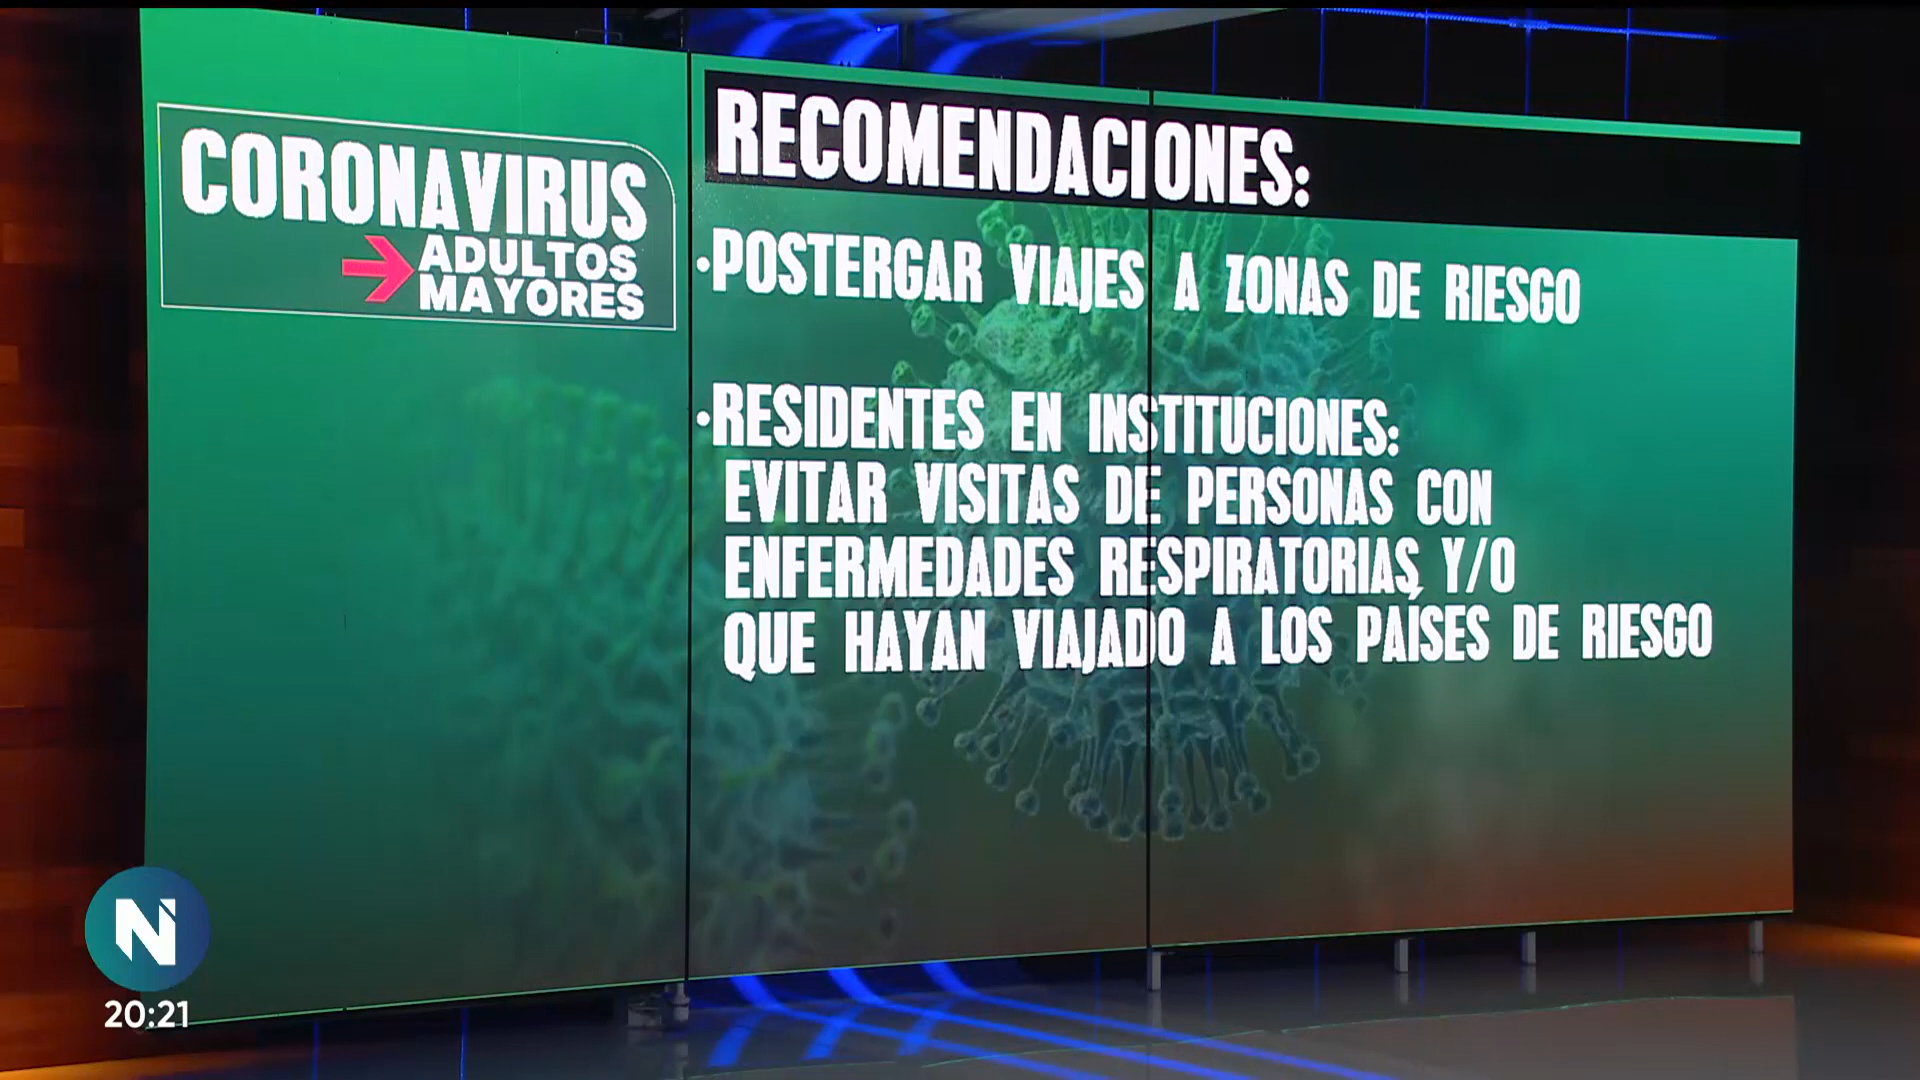 CORONAVIRUS
ADULTOS
MAYORES
RECOMENDACIONES:
·POSTERGAR VIAJES A ZONAS DE RIESGO
·RESIDENTES EN INSTITUCIONES:
EVITAR VISITAS DE PERSONAS CON
ENFERMEDADES RESPIRATORIAS Y/O
QUE HAYAN VIAJADO A LOS PAÍSES DE RIESGO
N
20:21